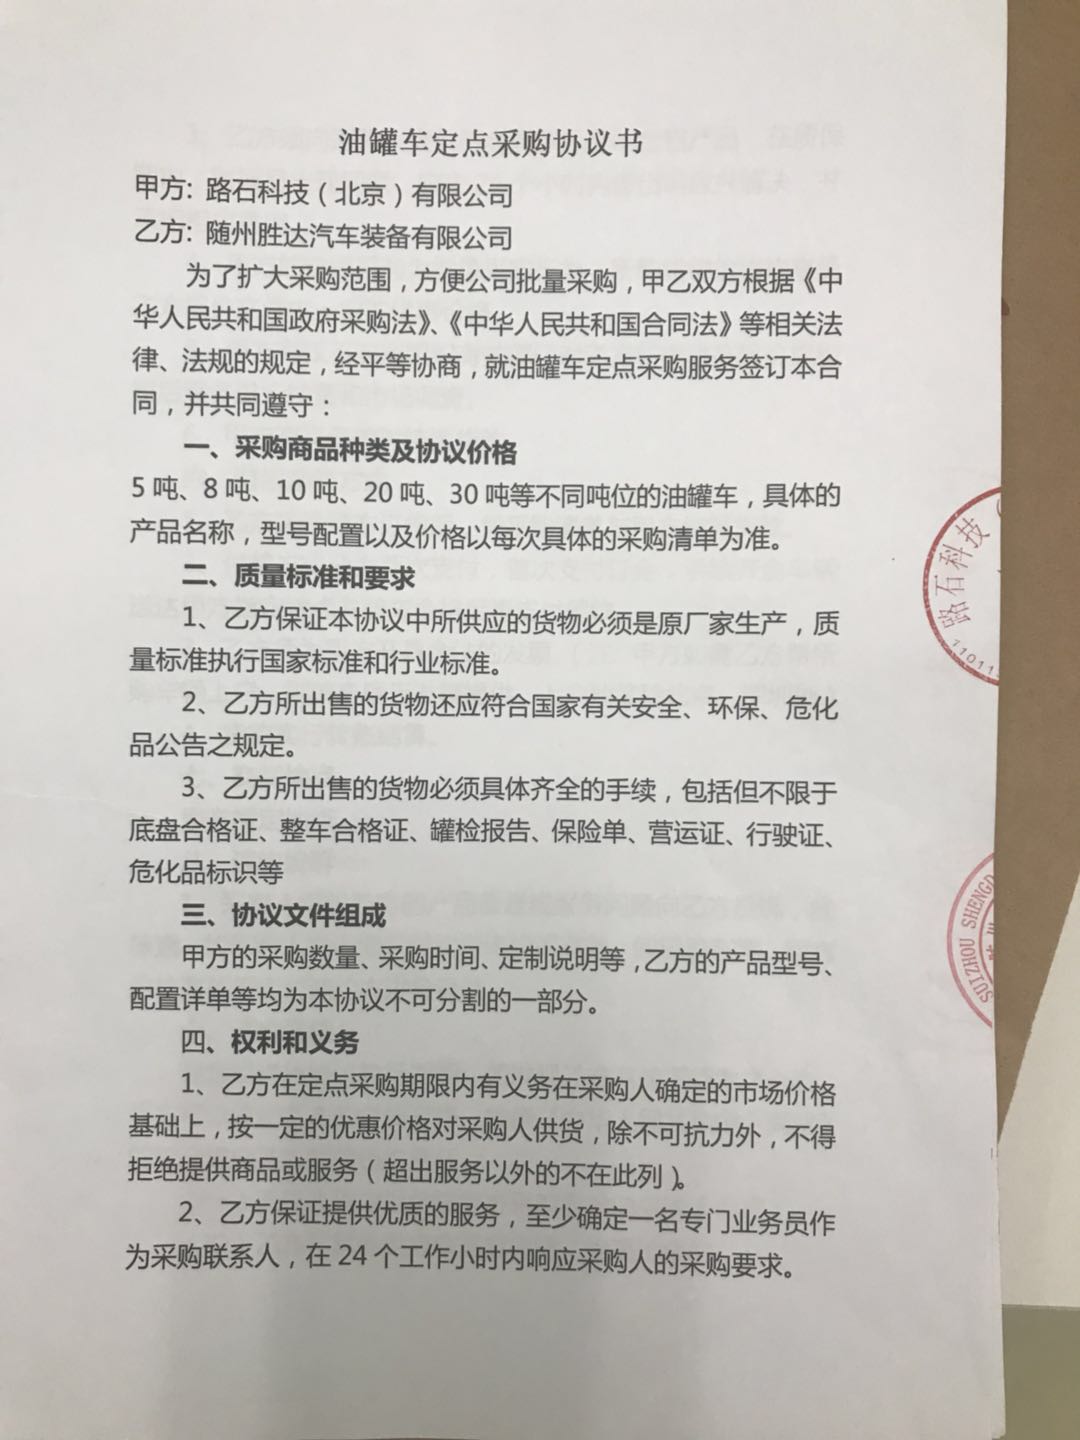 油罐车定点采购协议书
甲方: 路石科技（北京）有限公司
乙方: 随州胜达汽车装备有限公司
为了扩大采购范围，方便公司批量采购，甲乙双方根据《中
华人民共和国政府采购法》、《中华人民共和国合同法》等相关法
律、法规的规定，经平等协商，就油罐车定点采购服务签订本合
同，并共同遵守：
一、采购商品种类及协议价格
5 吨、8 吨、10 吨、20 吨、30 吨等不同吨位的油罐车，具体的
产品名称，型号配置以及价格以每次具体的采购清单为准。
二、质量标准和要求
1、乙方保证本协议中所供应的货物必须是原厂家生产，质
量标准执行国家标准和行业标准。
2、乙方所出售的货物还应符合国家有关安全、环保、危化
品公告之规定。
3、乙方所出售的货物必须具体齐全的手续，包括但不限于
底盘合格证、整车合格证、罐检报告、保险单、营运证、行驶证、
危化品标识等
三、协议文件组成
甲方的采购数量、采购时间、定制说明等，乙方的产品型号、
配置详单等均为本协议不可分割的一部分。
四、权利和义务
1、乙方在定点采购期限内有义务在采购人确定的市场价格
基础上，按一定的优惠价格对采购人供货，除不可抗力外，不得
拒绝提供商品或服务（超出服务以外的不在此列）。
2、乙方保证提供优质的服务，至少确定一名专门业务员作
为采购联系人，在 24 个工作小时内响应采购人的采购要求。
路石科技（
11011
SUIZHOU SHENGD